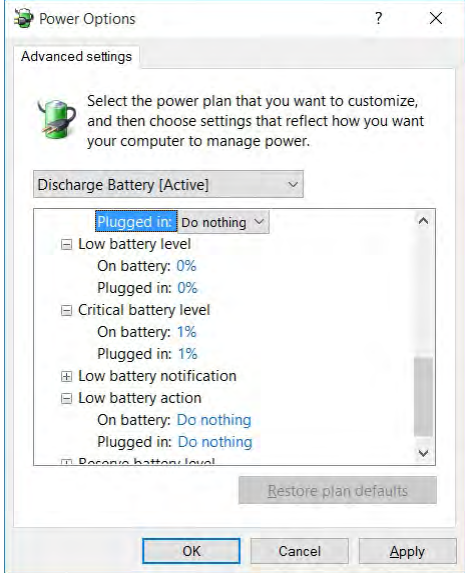 Power Options
?
Advanced settings
Select the power plan that you want to customize,
and then choose settings that reflect how you want
your computer to manage power.
Discharge Battery [Active]
Plugged in: Do nothing
Low battery level
On battery: 0%
Plugged in: 0%
Critical battery level
On battery: 1%
Plugged in: 1%
Low battery notification
Low battery action
On battery: Do nothing
Plugged in: Do nothing
Reserve battery level
Restore plan defaults
OK
Cancel
Apply